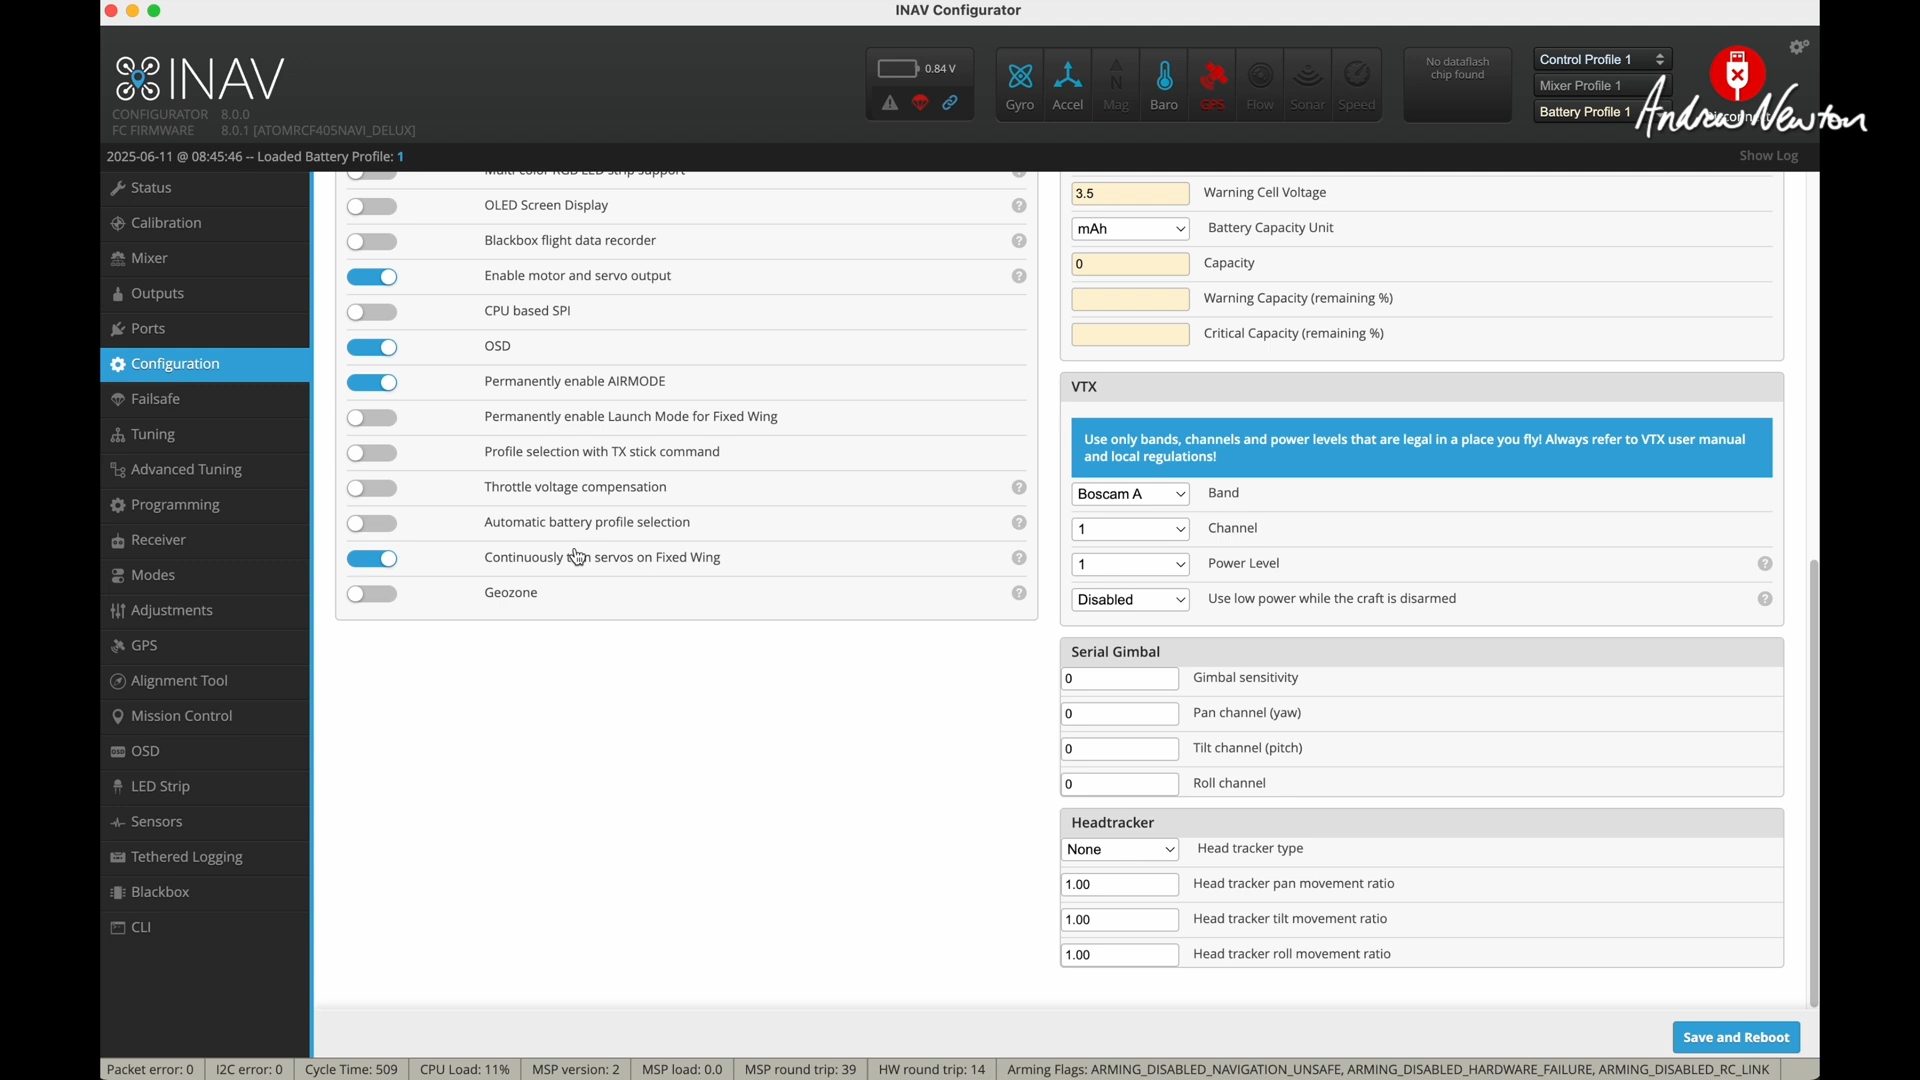 INAV Configurator
INAV
CONFIGURATOR 8.0.0
FC FIRMWARE 8.0.1 [ATOMRCF405NAVI_DELUX]
0.84 V
Gyro Accel Mag Baro GPS Flow Sonar Speed
No dataflash
chip found
Control Profile 1
Mixer Profile 1
Battery Profile 1
Andrew Newton
2025-06-11 @ 08:45:46 -- Loaded Battery Profile: 1
Show Log
Status
Calibration
Mixer
Outputs
Ports
Configuration
Failsafe
Tuning
Advanced Tuning
Programming
Receiver
Modes
Adjustments
GPS
Alignment Tool
Mission Control
OSD
LED Strip
Sensors
Tethered Logging
Blackbox
CLI
Multi-color RGB LED strip support
OLED Screen Display
Blackbox flight data recorder
Enable motor and servo output
CPU based SPI
OSD
Permanently enable AIRMODE
Permanently enable Launch Mode for Fixed Wing
Profile selection with TX stick command
Throttle voltage compensation
Automatic battery profile selection
Continuously servos on Fixed Wing
Geozone
3.5 Warning Cell Voltage
mAh Battery Capacity Unit
0 Capacity
Warning Capacity (remaining %)
Critical Capacity (remaining %)
VTX
Use only bands, channels and power levels that are legal in a place you fly! Always refer to VTX user manual
and local regulations!
Boscam A Band
1 Channel
1 Power Level
Disabled Use low power while the craft is disarmed
Serial Gimbal
0 Gimbal sensitivity
0 Pan channel (yaw)
0 Tilt channel (pitch)
0 Roll channel
Headtracker
None Head tracker type
1.00 Head tracker pan movement ratio
1.00 Head tracker tilt movement ratio
1.00 Head tracker roll movement ratio
Save and Reboot
Packet error: 0 I2C error: 0 Cycle Time: 509 CPU Load: 11% MSP version: 2 MSP load: 0.0 MSP round trip: 39 HW round trip: 14 Arming Flags: ARMING_DISABLED_NAVIGATION_UNSAFE, ARMING_DISABLED_HARDWARE_FAILURE, ARMING_DISABLED_RC_LINK